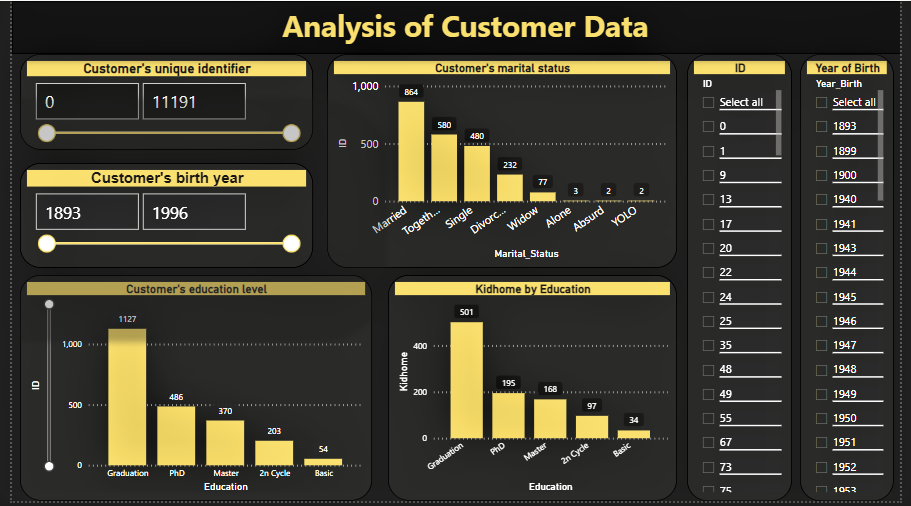 Analysis of Customer Data
Customer's unique identifier
0 11191
Customer's birth year
1893 1996
Customer's marital status
ID
1,000
500
0
864
580
480
232
77
3
2
2
Married
Togeth...
Single
Divorc...
Widow
Alone
Absurd
YOLO
Marital_Status
Customer's education level
ID
1,000
500
0
1127
486
370
203
54
Graduation
PhD
Master
2n Cycle
Basic
Education
Kidhome by Education
Kidhome
400
200
0
501
195
168
97
34
Graduation
PhD
Master
2n Cycle
Basic
Education
ID
ID
Select all
0
1
9
13
17
20
22
24
25
35
48
49
55
67
73
75
Year of Birth
Year_Birth
Select all
1893
1899
1900
1940
1941
1943
1944
1945
1946
1947
1948
1949
1950
1951
1952
1953